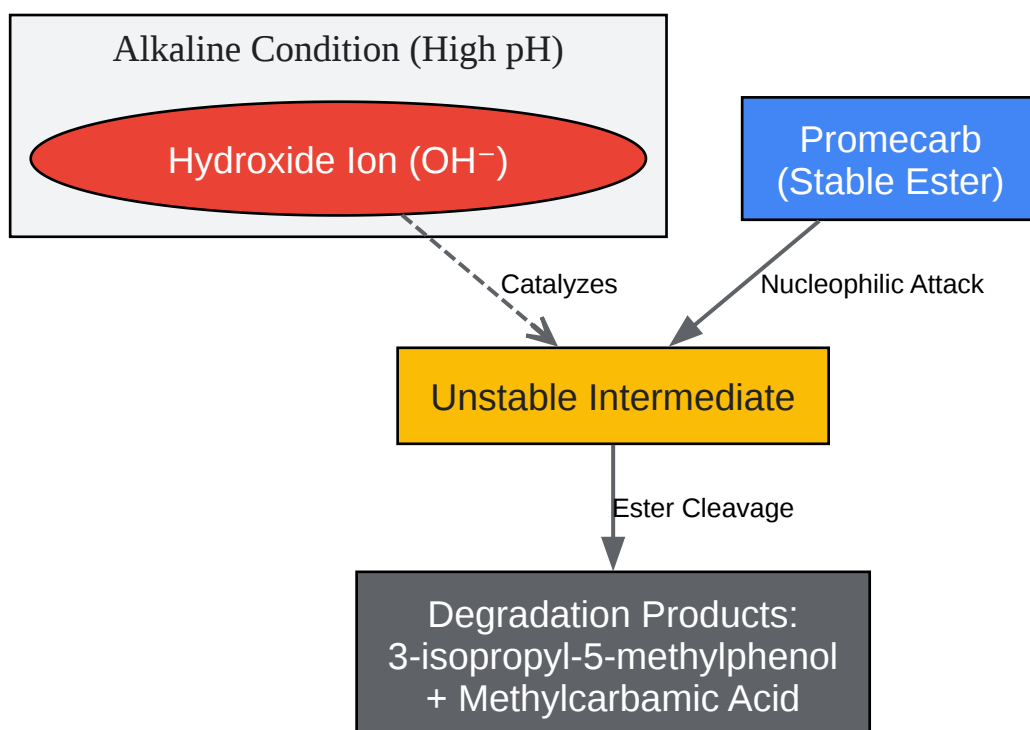 Alkaline Condition (High pH)
Hydroxide Ion (OH⁻)
Promecarb
(Stable Ester)
Catalyzes
Nucleophilic Attack
Unstable Intermediate
Ester Cleavage
Degradation Products:
3-isopropyl-5-methylphenol
+ Methylcarbamic Acid